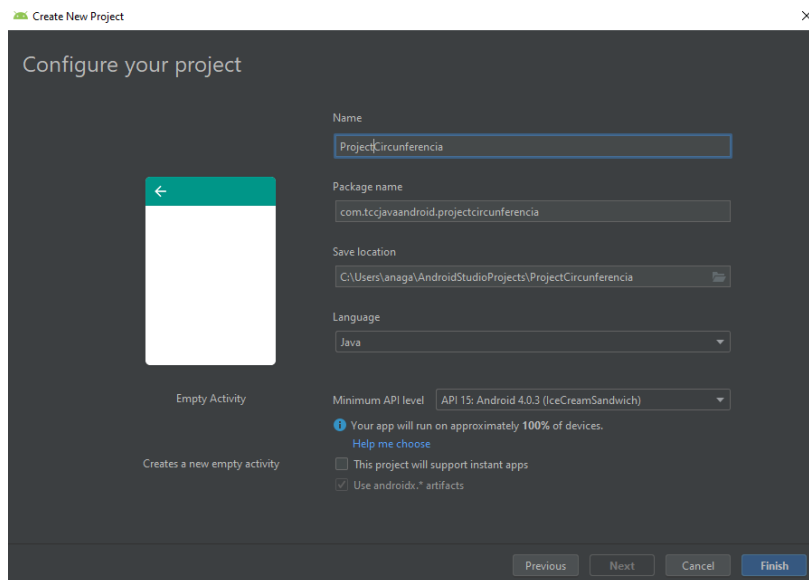 Create New Project
Configure your project
Name
ProjectCircunferencia
Package name
com.tccjavaandroid.projectcircunferencia
Save location
C:\Users\anaga\AndroidStudioProjects\ProjectCircunferencia
Language
Java
Empty Activity
Minimum API level API 15: Android 4.0.3 (IceCreamSandwich)
Your app will run on approximately 100% of devices.
Help me choose
Creates a new empty activity
This project will support instant apps
Use androidx.* artifacts
Previous Next Cancel Finish